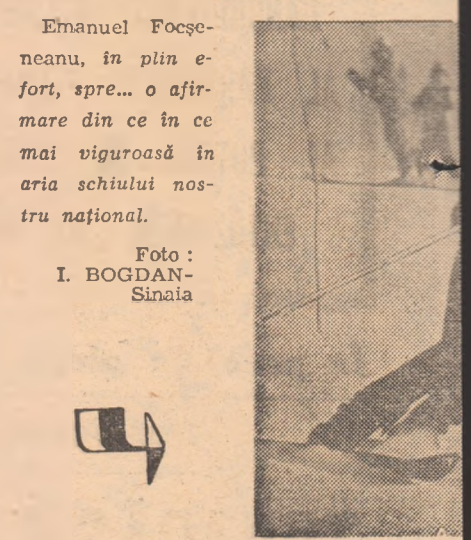 Emanuel Focșe-
neanu, în plin e-
fort, spre... o afir-
mare din ce în ce
mai viguroasă în
aria schiului nos-
tru național.
Foto :
I. BOGDAN-
Sinaia